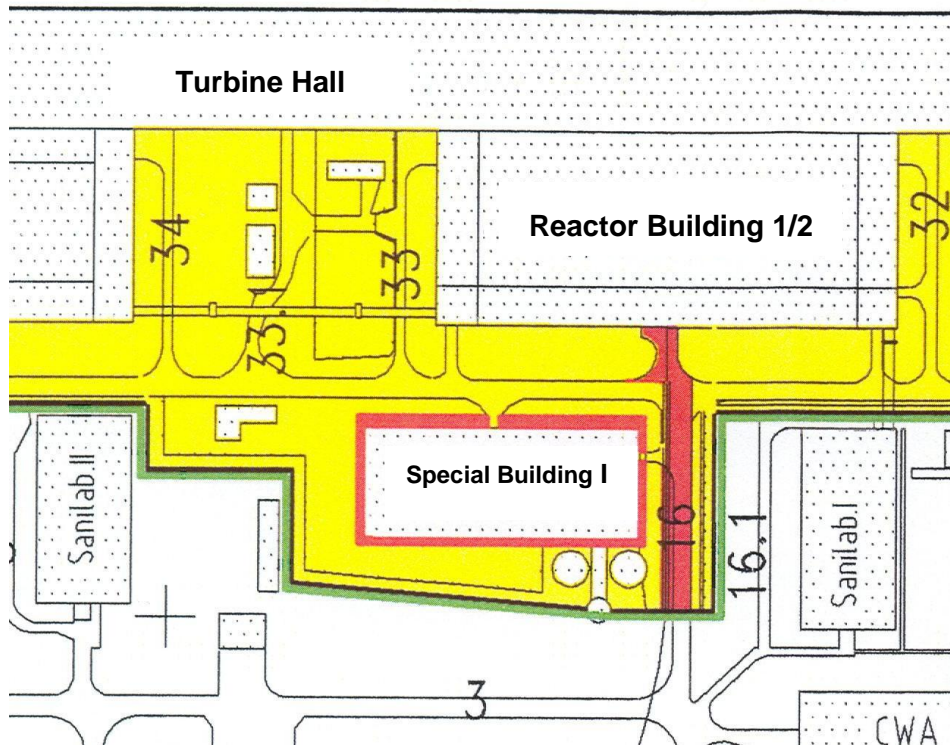 Turbine Hall
Reactor Building 1/2
34
33.1
33
32
Special Building I
Sanilab.II
16
16.1
Sanilab.I
3
CWA